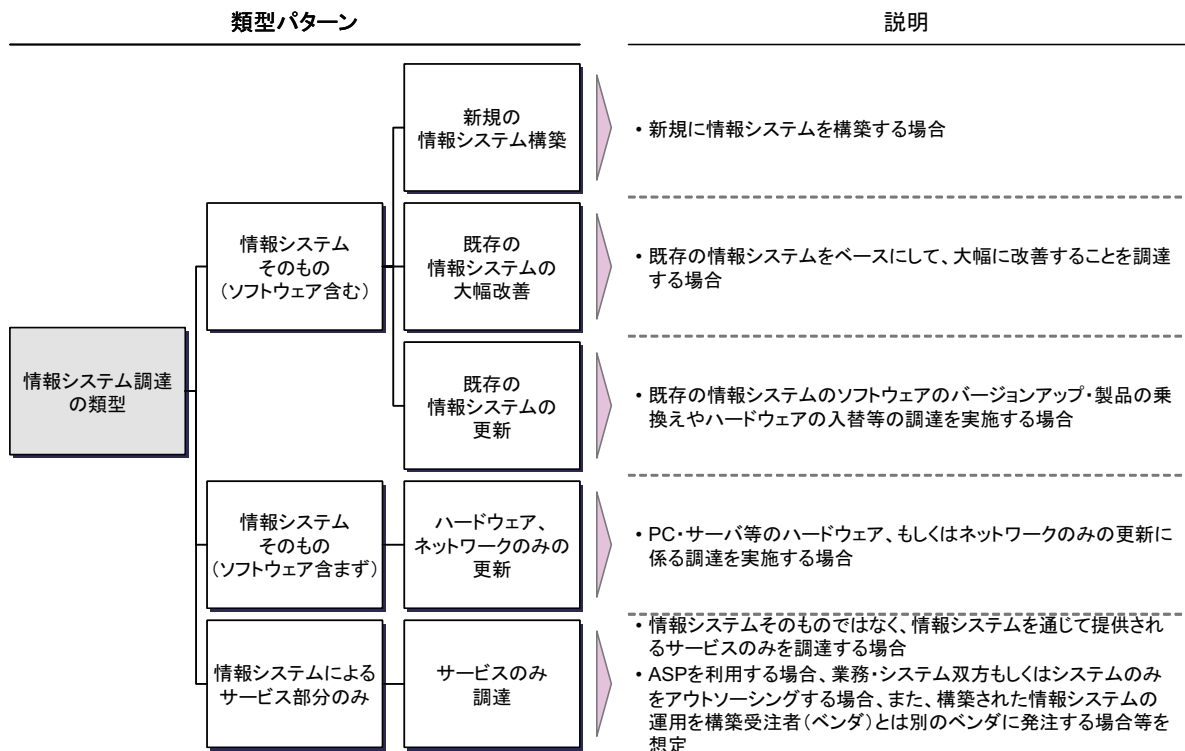 類型パターン
説明
情報システム調達
の類型
情報システム
そのもの
(ソフトウェア含む)
新規の
情報システム構築
・新規に情報システムを構築する場合
既存の
情報システムの
大幅改善
・既存の情報システムをベースにして、大幅に改善することを調達
する場合
既存の
情報システムの
更新
・既存の情報システムのソフトウェアのバージョンアップ・製品の乗
換えやハードウェアの入替等の調達を実施する場合
情報システム
そのもの
(ソフトウェア含まず)
ハードウェア、
ネットワークのみの
更新
・PC・サーバ等のハードウェア、もしくはネットワークのみの更新に
係る調達を実施する場合
情報システムによる
サービス部分のみ
サービスのみ
調達
・情報システムそのものではなく、情報システムを通じて提供され
るサービスのみを調達する場合
・ASPを利用する場合、業務・システム双方もしくはシステムのみ
をアウトソーシングする場合、また、構築された情報システムの
運用を構築受注者(ベンダ)とは別のベンダに発注する場合等を
想定